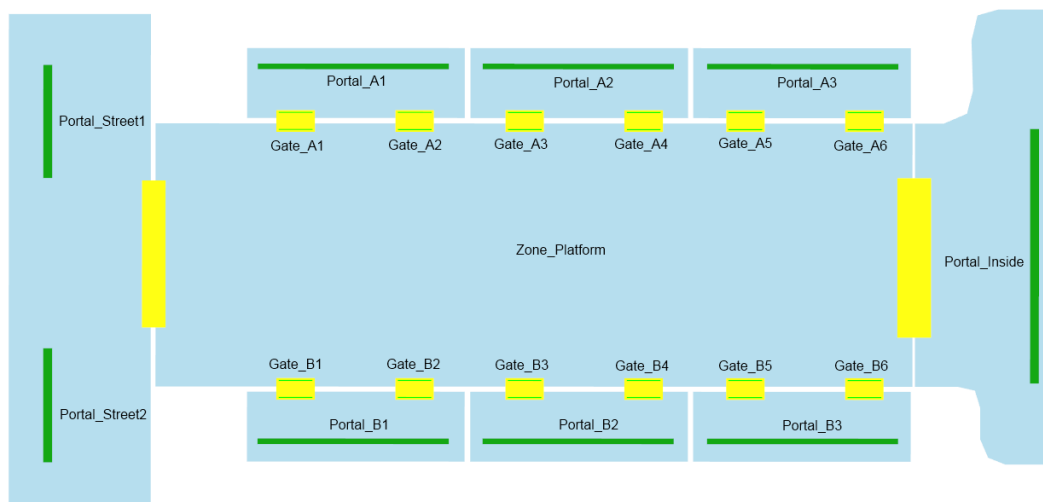 Portal_A1
Portal_A2
Portal_A3
Portal_Street1
Gate_A1
Gate_A2
Gate_A3
Gate_A4
Gate_A5
Gate_A6
Zone_Platform
Portal_Inside
Gate_B1
Gate_B2
Gate_B3
Gate_B4
Gate_B5
Gate_B6
Portal_Street2
Portal_B1
Portal_B2
Portal_B3